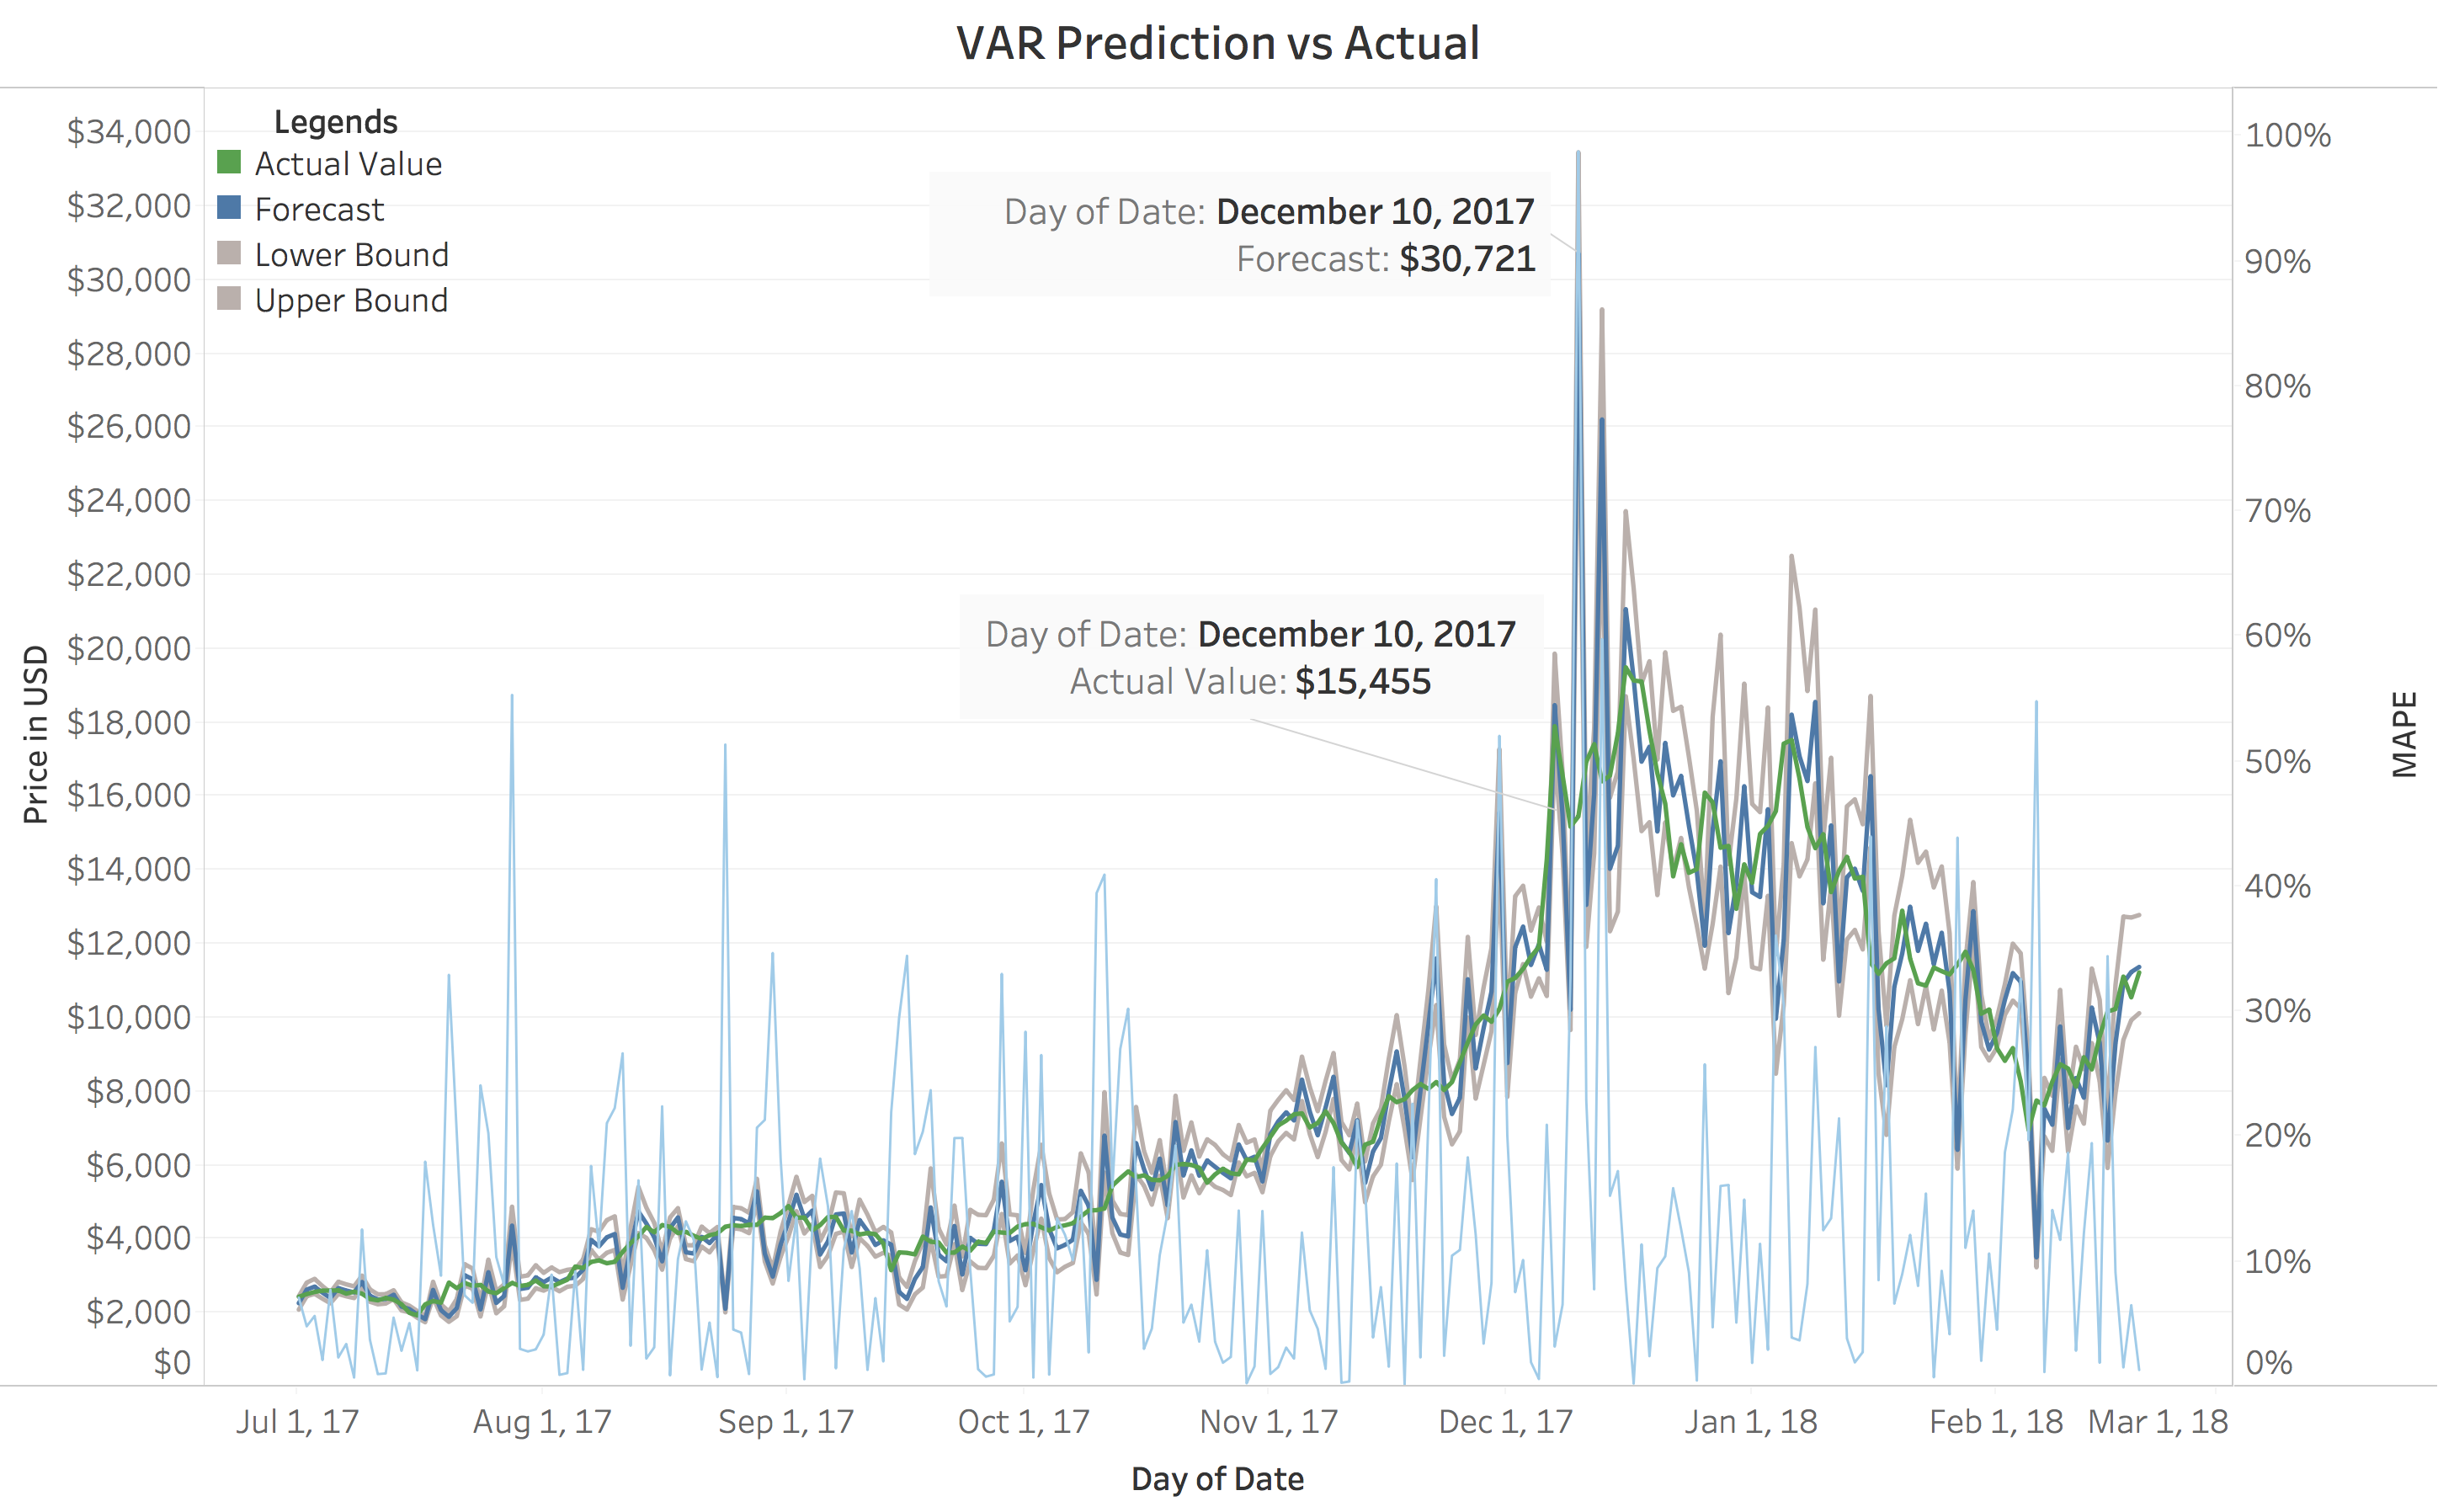 VAR Prediction vs Actual
Legends
Actual Value
Forecast
Lower Bound
Upper Bound
$34,000
$32,000
$30,000
$28,000
$26,000
$24,000
$22,000
$20,000
$18,000
$16,000
$14,000
$12,000
$10,000
$8,000
$6,000
$4,000
$2,000
$0
Price in USD
Day of Date: December 10, 2017
Forecast: $30,721
Day of Date: December 10, 2017
Actual Value: $15,455
100%
90%
80%
70%
60%
50%
40%
30%
20%
10%
0%
MAPE
Jul 1, 17 Aug 1, 17 Sep 1, 17 Oct 1, 17 Nov 1, 17 Dec 1, 17 Jan 1, 18 Feb 1, 18 Mar 1, 18
Day of Date